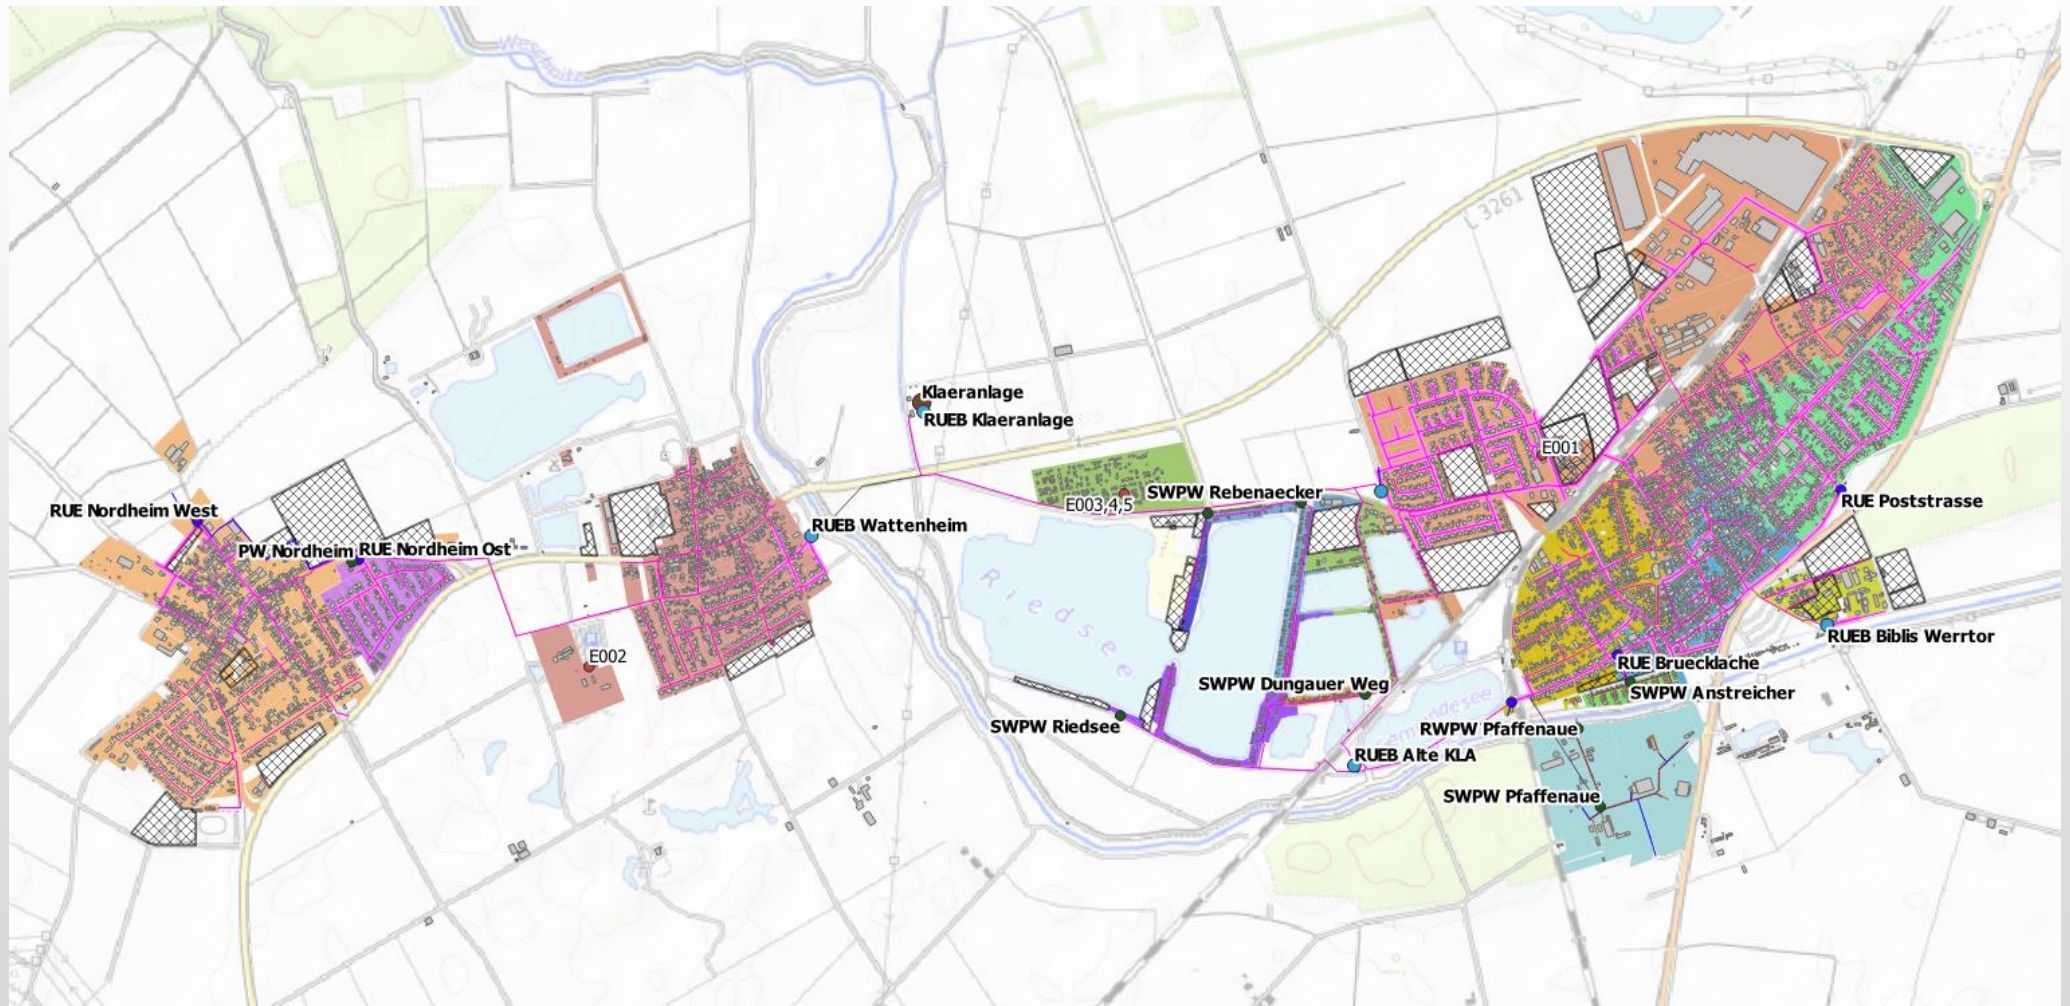 Weschnitz
L 3261
Klaeranlage
RUEB Klaeranlage
E001
SWPW Rebenaecker
E003,4,5
RUE Poststrasse
RUE Nordheim West
RUEB Wattenheim
PW Nordheim
RUE Nordheim Ost
Riedsee
RUEB Biblis Werrtor
E002
RUE Bruecklache
SWPW Dungauer Weg
SWPW Anstreicher
SWPW Riedsee
RWPW Pfaffenaue
RUEB Alte KLA
SWPW Pfaffenaue